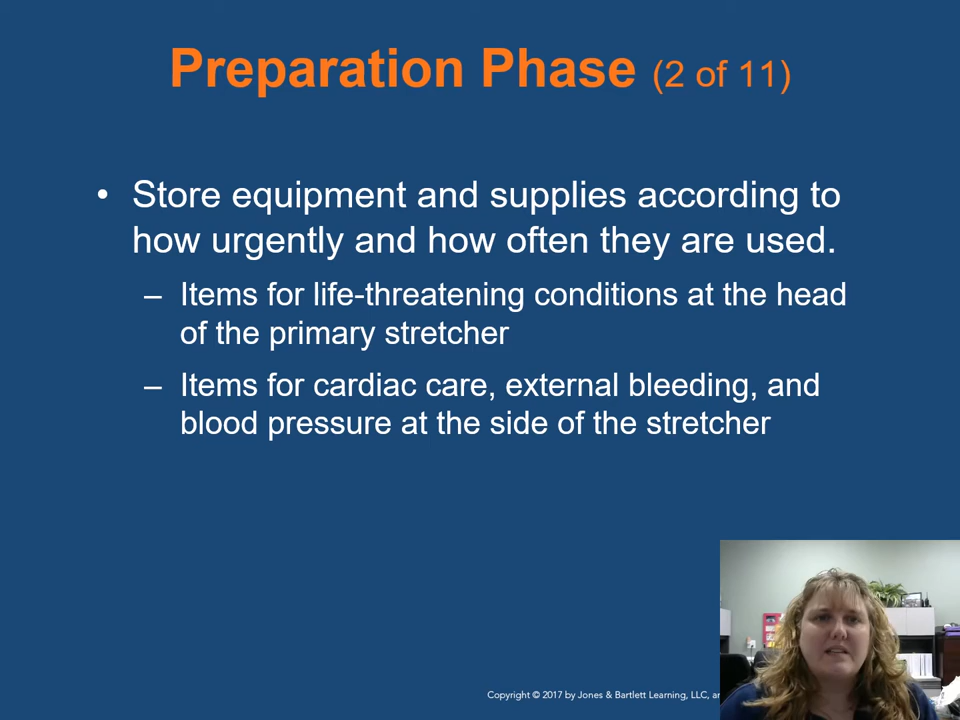 Preparation Phase (2 of 11)
• Store equipment and supplies according to
how urgently and how often they are used.
– Items for life-threatening conditions at the head
of the primary stretcher
– Items for cardiac care, external bleeding, and
blood pressure at the side of the stretcher
Copyright © 2017 by Jones & Bartlett Learning, LLC,